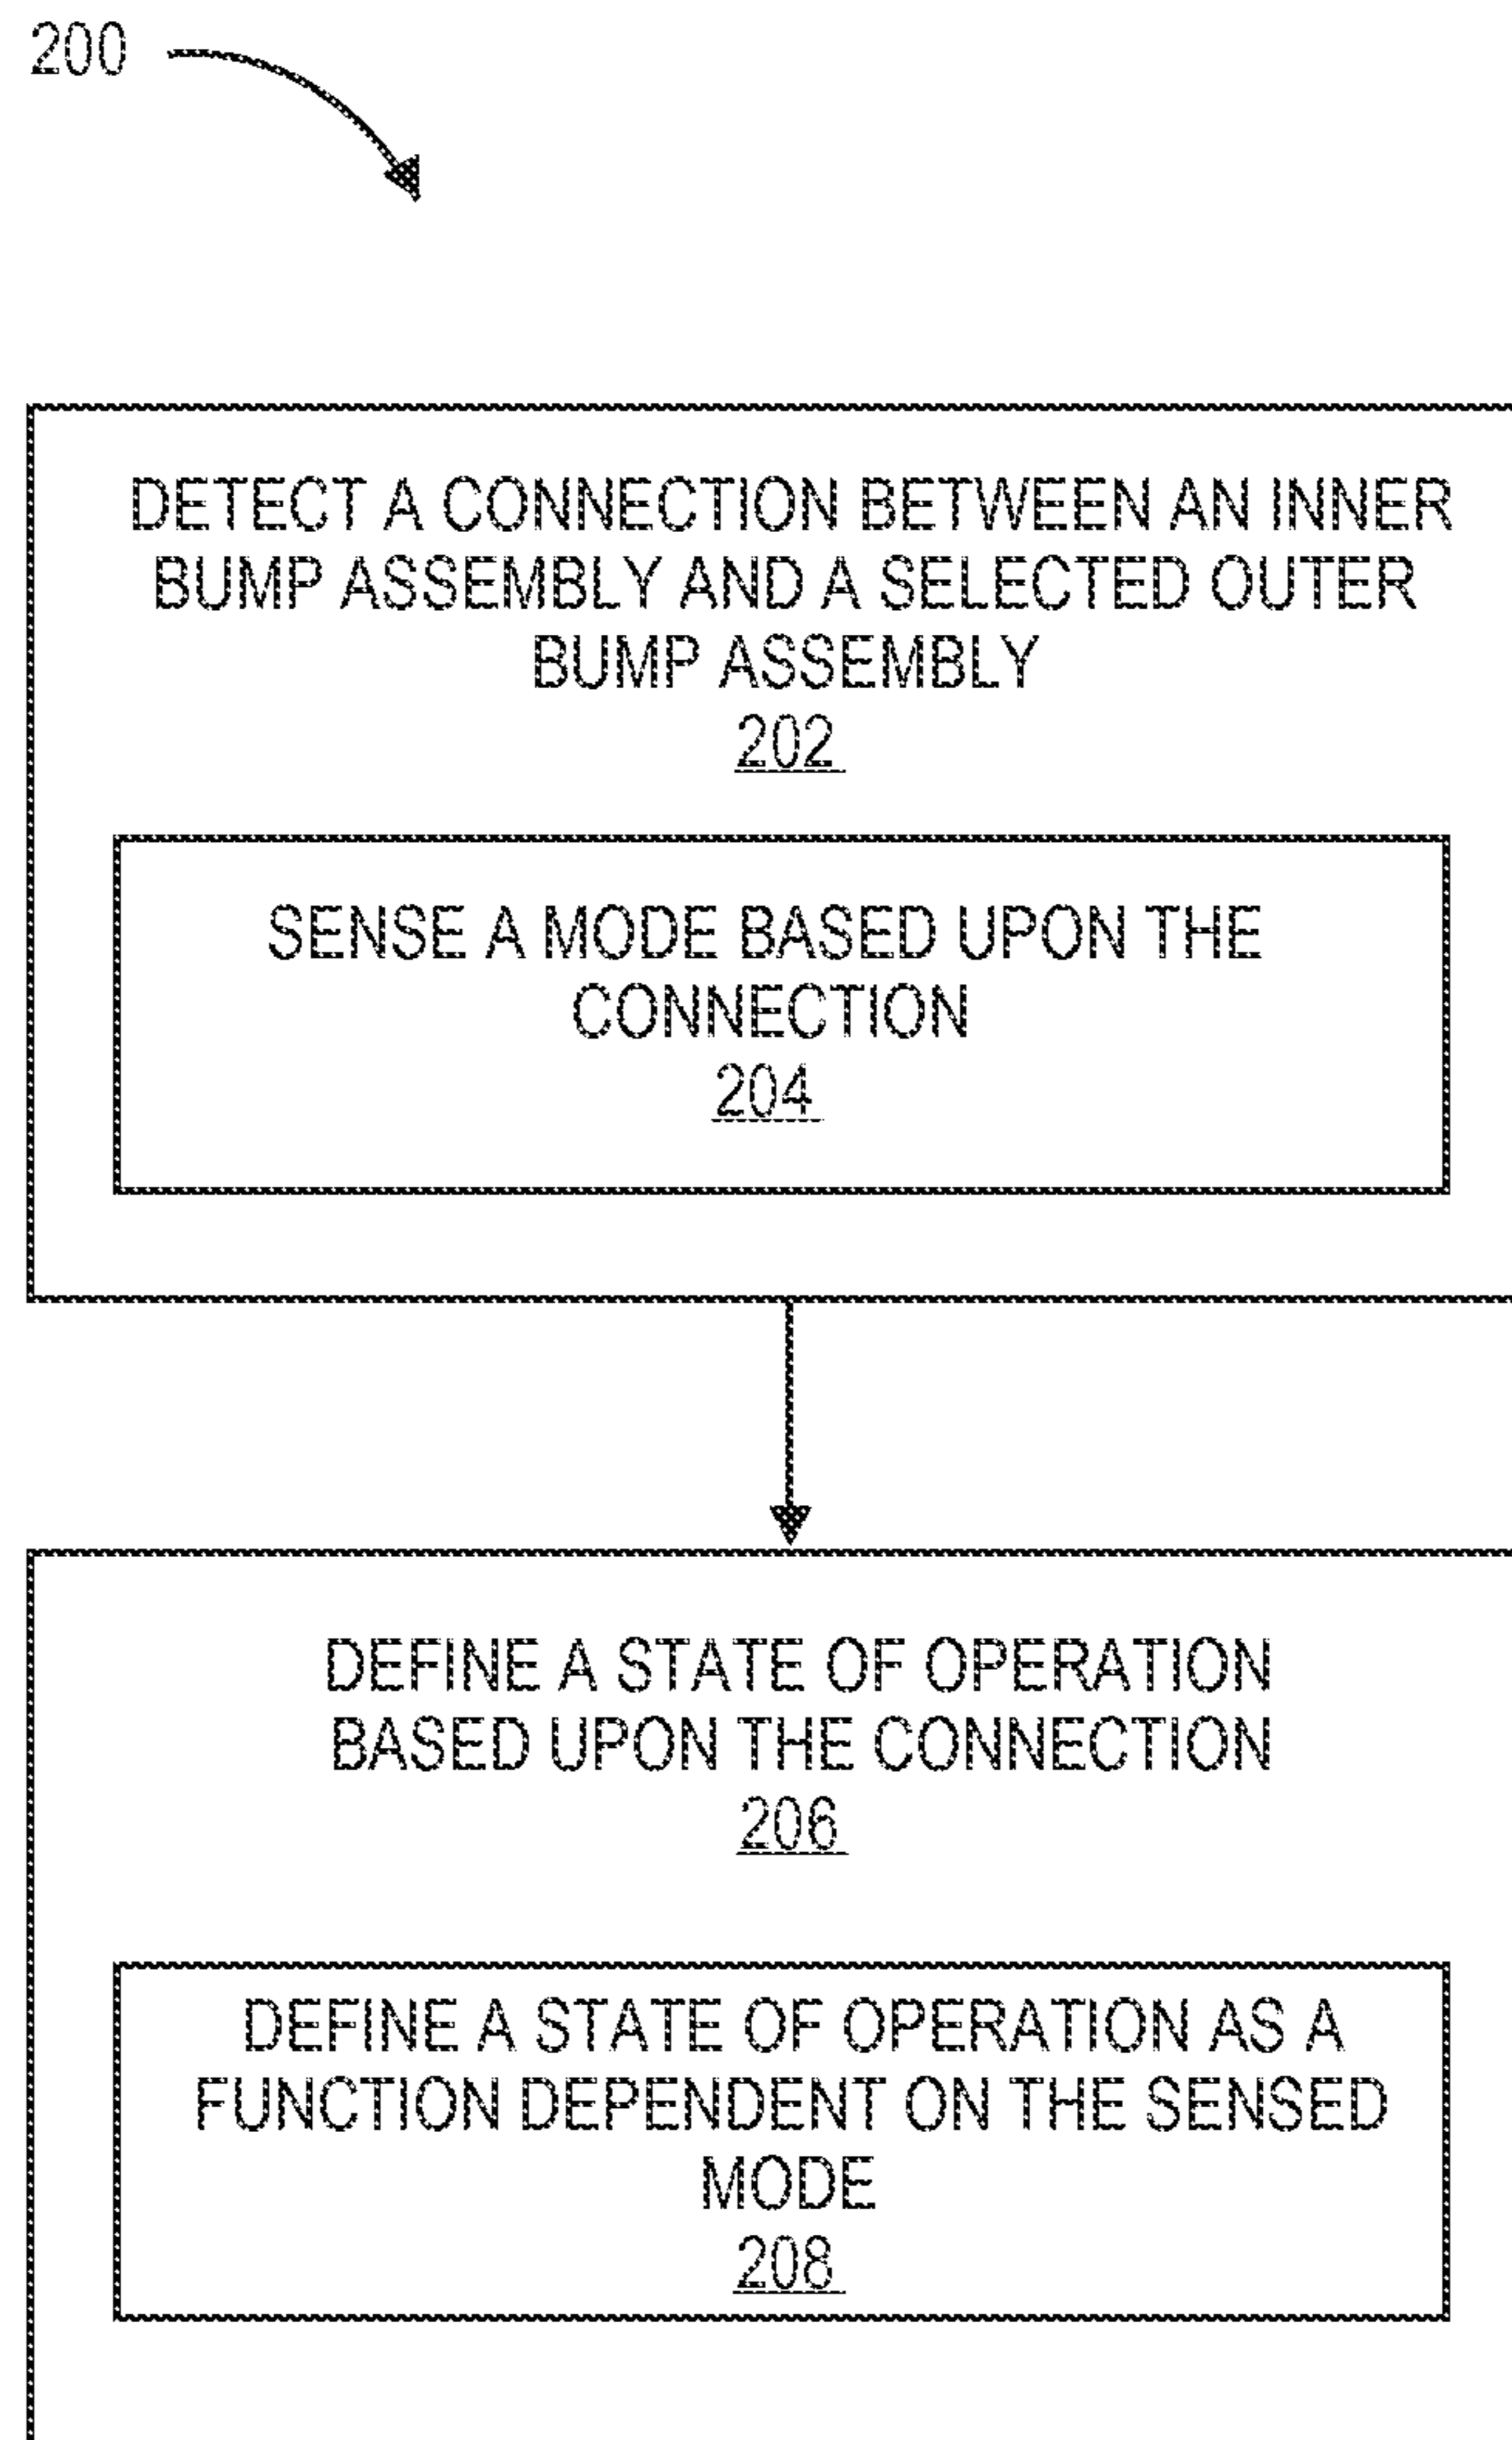 200
DETECT A CONNECTION BETWEEN AN INNER
BUMP ASSEMBLY AND A SELECTED OUTER
BUMP ASSEMBLY
202
SENSE A MODE BASED UPON THE
CONNECTION
204
DEFINE A STATE OF OPERATION
BASED UPON THE CONNECTION
206
DEFINE A STATE OF OPERATION AS A
FUNCTION DEPENDENT ON THE SENSED
MODE
208